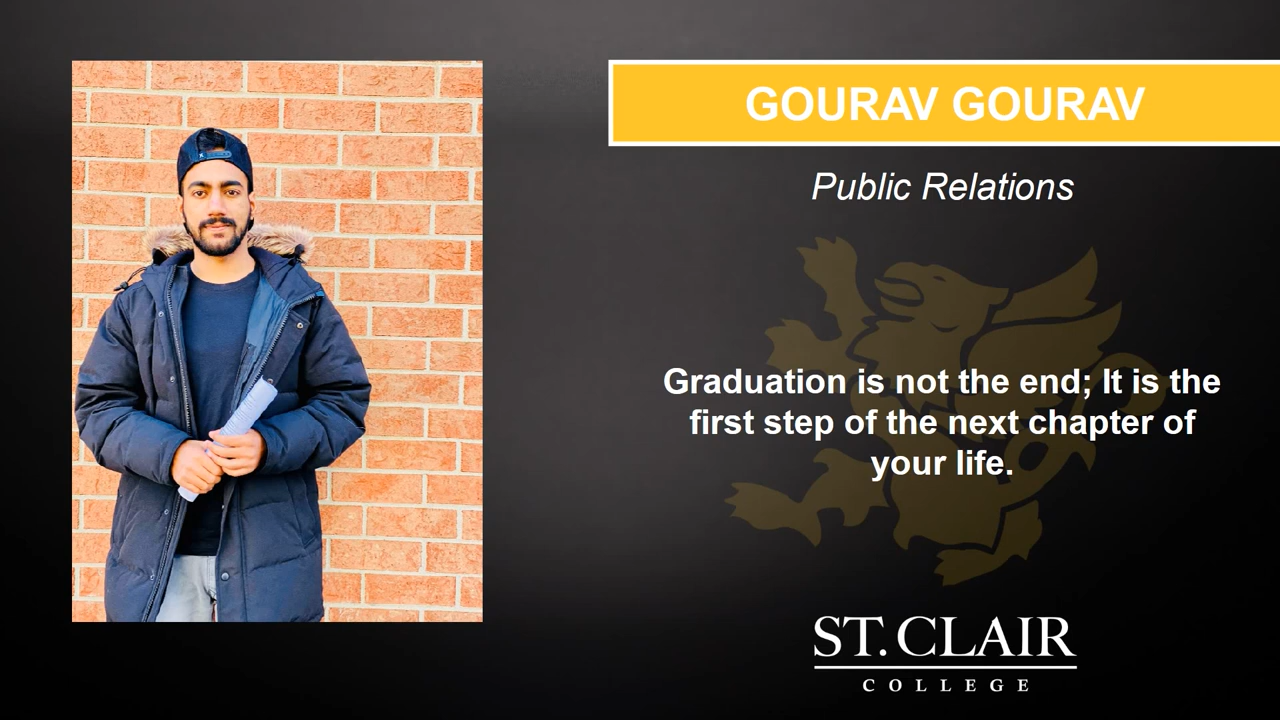 GOURAV GOURAV
Public Relations
Graduation is not the end; It is the
first step of the next chapter of
your life.
ST. CLAIR
COLLEGE